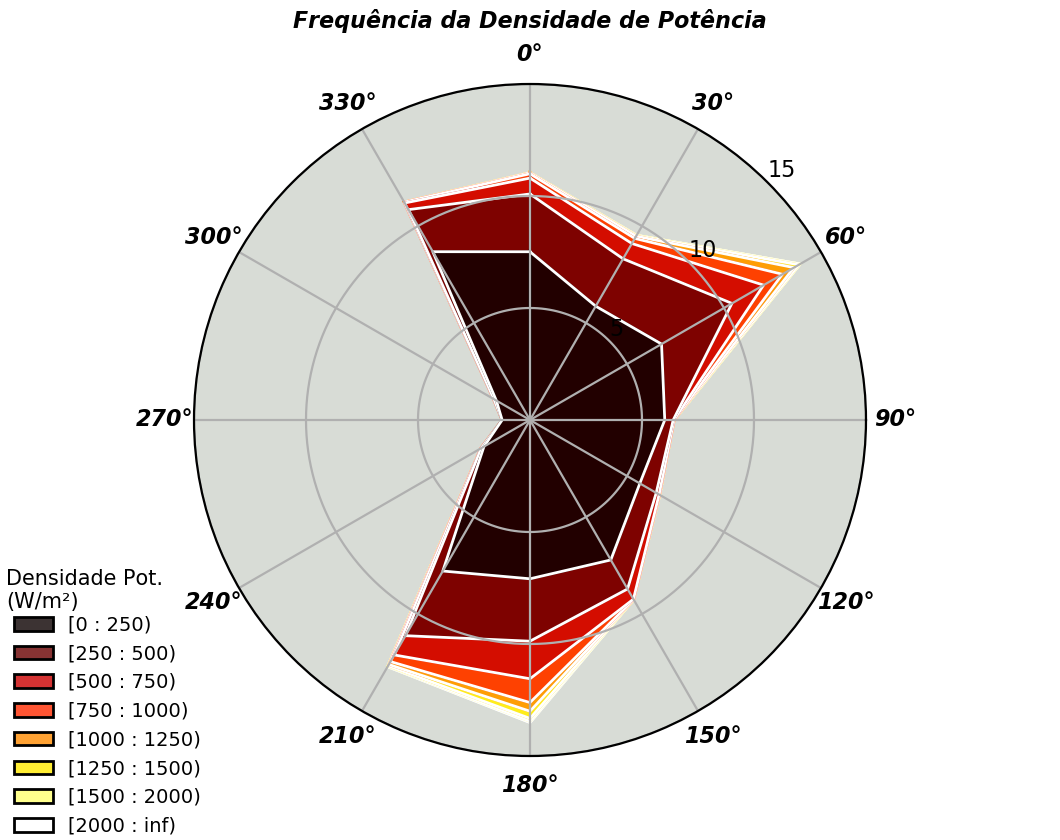 Frequência da Densidade de Potência
0°
330°
30°
15
300°
10
60°
5
270°
90°
240°
120°
210°
150°
180°
Densidade Pot.
(W/m²)
[0 : 250)
[250 : 500)
[500 : 750)
[750 : 1000)
[1000 : 1250)
[1250 : 1500)
[1500 : 2000)
[2000 : inf)